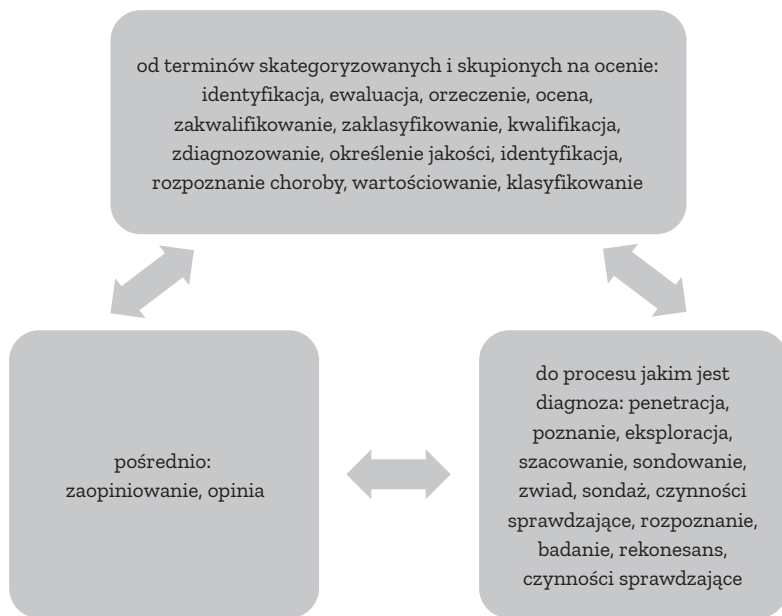 od terminów skategoryzowanych i skupionych na ocenie:
identyfikacja, ewaluacja, orzeczenie, ocena,
zakwalifikowanie, zaklasyfikowanie, kwalifikacja,
zdiagnozowanie, określenie jakości, identyfikacja,
rozpoznanie choroby, wartościowanie, klasyfikowanie
pośrednio:
zaopiniowanie, opinia
do procesu jakim jest
diagnoza: penetracja,
poznanie, eksploracja,
szacowanie, sondowanie,
zwiad, sondaż, czynności
sprawdzające, rozpoznanie,
badanie, rekonesans,
czynności sprawdzające